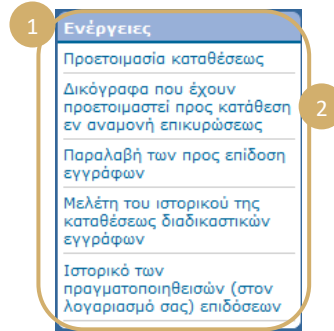 1
Ενέργειες
Προετοιμασία καταθέσεως
Δικόγραφα που έχουν
προετοιμαστεί προς κατάθεση
εν αναμονή επικυρώσεως
2
Παραλαβή των προς επίδοση
εγγράφων
Μελέτη του ιστορικού της
καταθέσεως διαδικαστικών
εγγράφων
Ιστορικό των
πραγματοποιηθεισών (στον
λογαριασμό σας) επιδόσεων